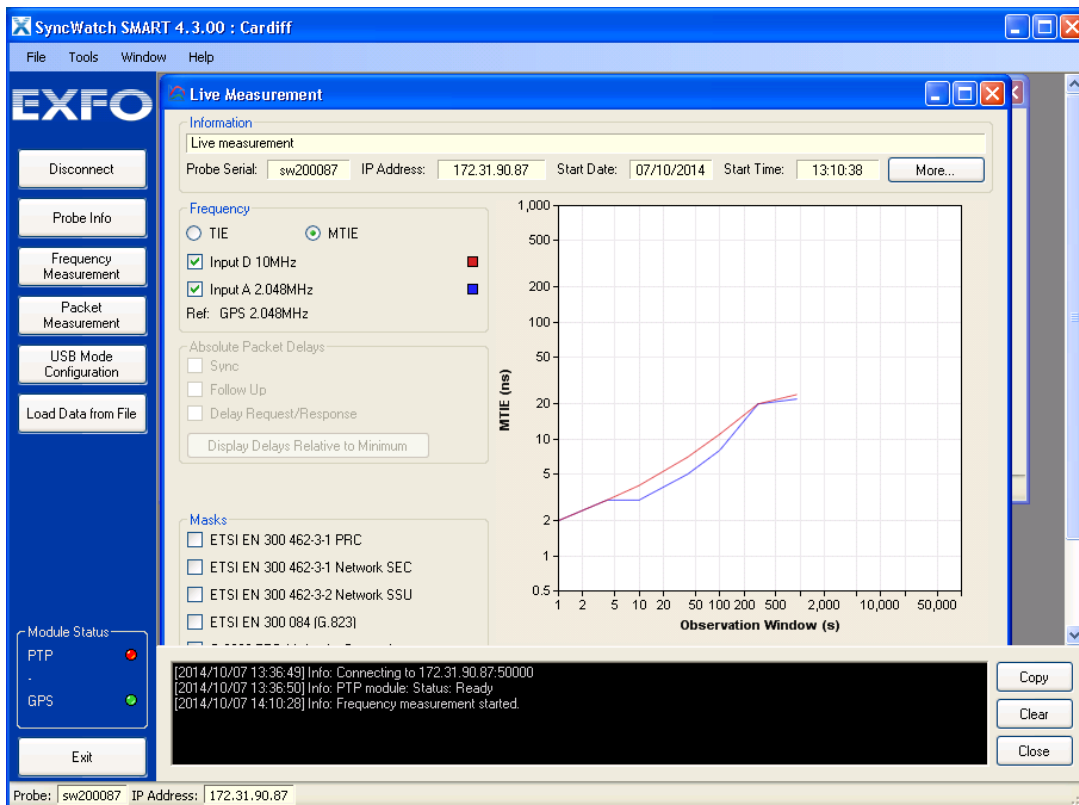 SyncWatch SMART 4.3.00 : Cardiff
File Tools Window Help
EXFO
Disconnect
Probe Info
Frequency
Measurement
Packet
Measurement
USB Mode
Configuration
Load Data from File
Module Status
PTP
-
GPS
Exit
Live Measurement
Information
Live measurement
Probe Serial: sw200087 IP Address: 172.31.90.87 Start Date: 07/10/2014 Start Time: 13:10:38 More...
Frequency
TIE MTIE
Input D 10MHz
Input A 2.048MHz
Ref: GPS 2.048MHz
Absolute Packet Delays
Sync
Follow Up
Delay Request/Response
Display Delays Relative to Minimum
Masks
ETSI EN 300 462-3-1 PRC
ETSI EN 300 462-3-1 Network SEC
ETSI EN 300 462-3-2 Network SSU
ETSI EN 300 084 (G.823)
MTIE (ns)
1,000
500
200
100
50
20
10
5
2
1
0.5
1 2 5 10 20 50 100 200 500 2,000 10,000 50,000
Observation Window (s)
[2014/10/07 13:36:49] Info: Connecting to 172.31.90.87:50000
[2014/10/07 13:36:50] Info: PTP module: Status: Ready
[2014/10/07 14:10:28] Info: Frequency measurement started.
Copy
Clear
Close
Probe: sw200087 IP Address: 172.31.90.87